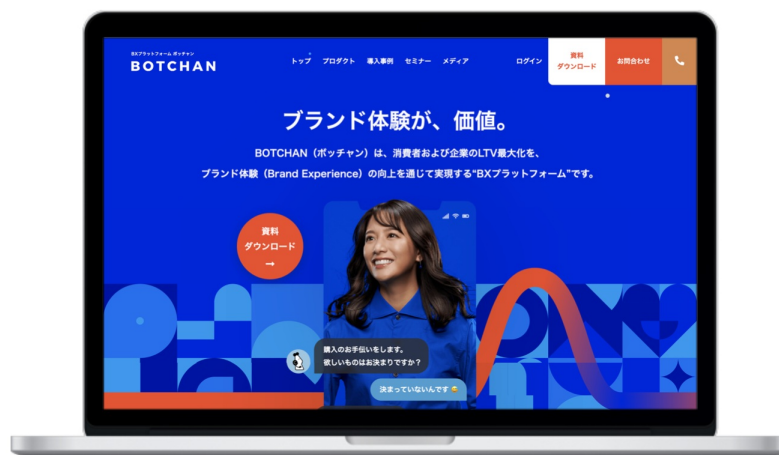 BXプラットフォーム ボッチャン
BOTCHAN
トップ プロダクト 導入事例 セミナー メディア ログイン
資料
ダウンロード
お問合わせ
ブランド体験が、価値。
BOTCHAN（ボッチャン）は、消費者および企業のLTV最大化を、
ブランド体験（Brand Experience）の向上を通じて実現する“BXプラットフォーム”です。
資料
ダウンロード
→
購入のお手伝いをします。
欲しいものはお決まりですか？
決まっていないんです😅